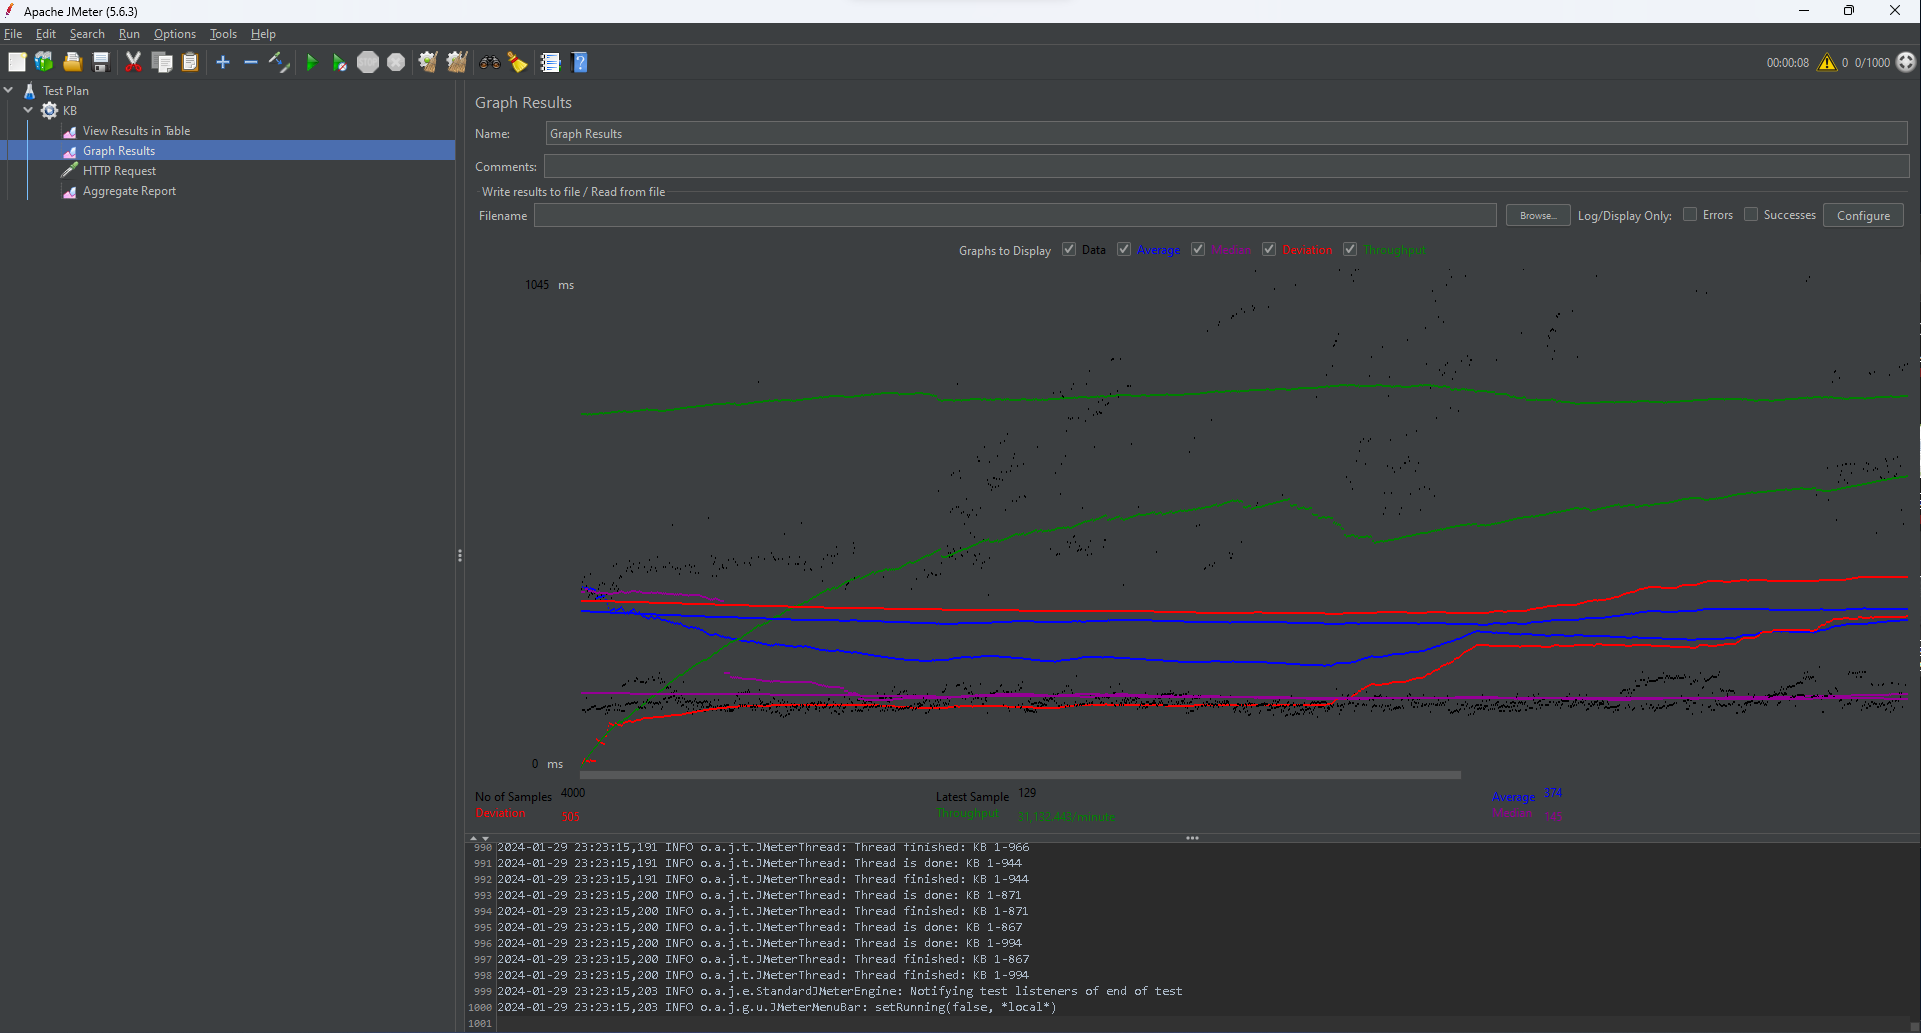 Apache JMeter (5.6.3)
File Edit Search Run Options Tools Help
00:00:08 0 0/1000
Test Plan
KB
View Results in Table
Graph Results
HTTP Request
Aggregate Report
Graph Results
Name: Graph Results
Comments:
Write results to file / Read from file
Filename Browse... Log/Display Only: Errors Successes Configure
Graphs to Display Data Average Median Deviation Throughput
1045 ms
0 ms
No of Samples 4000 Latest Sample 129 Average 374
Deviation 505 Throughput 31,132.443/minute Median
990 2024-01-29 23:23:15,191 INFO o.a.j.t.JMeterThread: Thread finished: KB 1-966
991 2024-01-29 23:23:15,191 INFO o.a.j.t.JMeterThread: Thread is done: KB 1-944
992 2024-01-29 23:23:15,191 INFO o.a.j.t.JMeterThread: Thread finished: KB 1-944
993 2024-01-29 23:23:15,200 INFO o.a.j.t.JMeterThread: Thread is done: KB 1-871
994 2024-01-29 23:23:15,200 INFO o.a.j.t.JMeterThread: Thread finished: KB 1-871
995 2024-01-29 23:23:15,200 INFO o.a.j.t.JMeterThread: Thread is done: KB 1-867
996 2024-01-29 23:23:15,200 INFO o.a.j.t.JMeterThread: Thread is done: KB 1-994
997 2024-01-29 23:23:15,200 INFO o.a.j.t.JMeterThread: Thread finished: KB 1-867
998 2024-01-29 23:23:15,200 INFO o.a.j.t.JMeterThread: Thread finished: KB 1-994
999 2024-01-29 23:23:15,203 INFO o.a.j.e.StandardJMeterEngine: Notifying test listeners of end of test
1000 2024-01-29 23:23:15,203 INFO o.a.j.g.u.JMeterMenuBar: setRunning(false, *local*)
1001